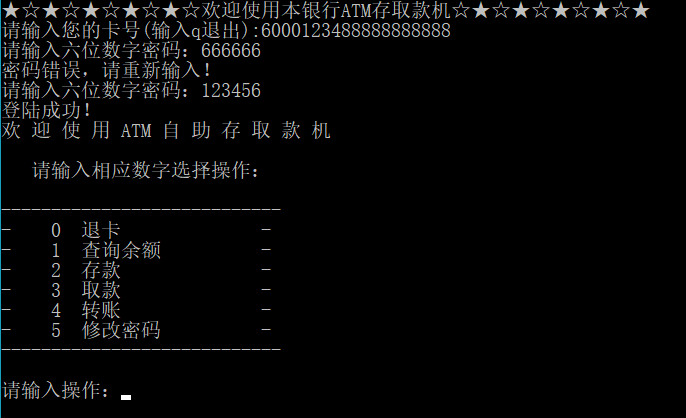 ★☆★☆★☆★☆★☆欢迎使用本银行ATM存取款机☆★☆★☆★☆★☆★
请输入您的卡号(输入q退出):6000123488888888888
请输入六位数字密码: 666666
密码错误，请重新输入!
请输入六位数字密码: 123456
登陆成功!
欢 迎 使 用 ATM 自 助 存 取 款 机
请输入相应数字选择操作:
----------------------------
-    0  退卡              -
-    1  查询余额          -
-    2  存款              -
-    3  取款              -
-    4  转账              -
-    5  修改密码          -
----------------------------
请输入操作: